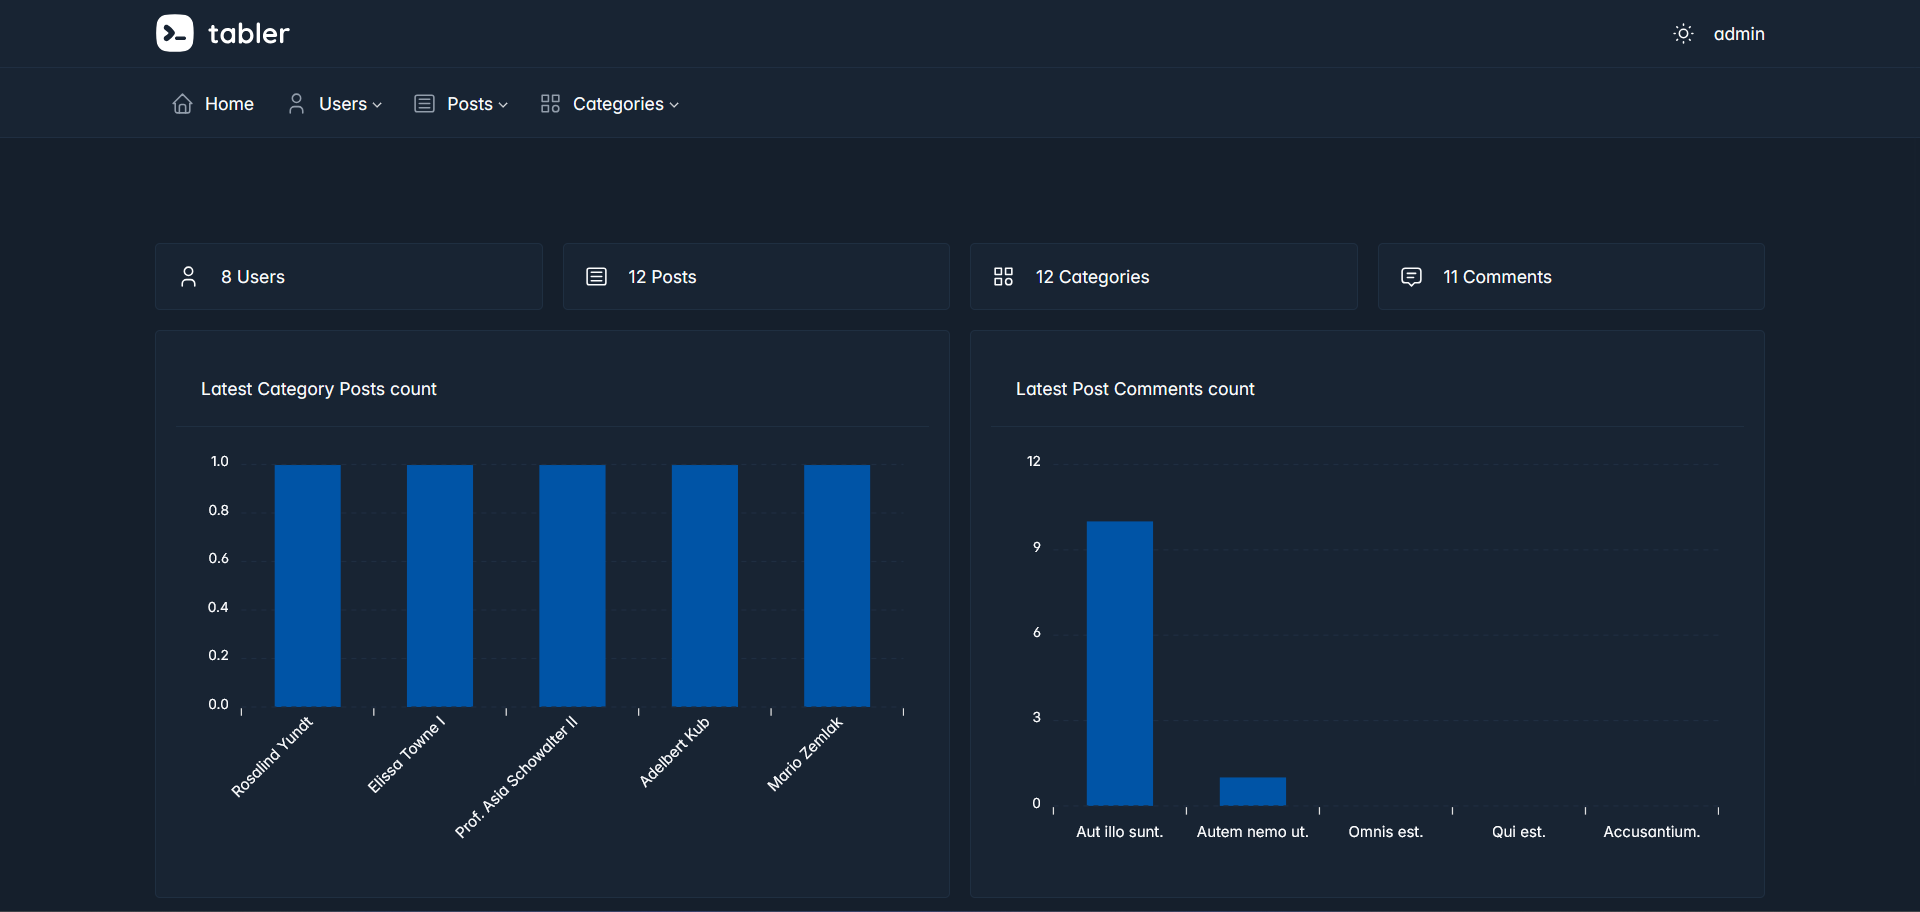 tabler
admin
Home
Users
Posts
Categories
8 Users
12 Posts
12 Categories
11 Comments
Latest Category Posts count
1.0
0.8
0.6
0.4
0.2
0.0
Rosalind Yundt
Elissa Towne I
Prof. Asia Schowalter II
Adelbert Kub
Mario Zemlak
Latest Post Comments count
12
9
6
3
0
Aut illo sunt.
Autem nemo ut.
Omnis est.
Qui est.
Accusantium.